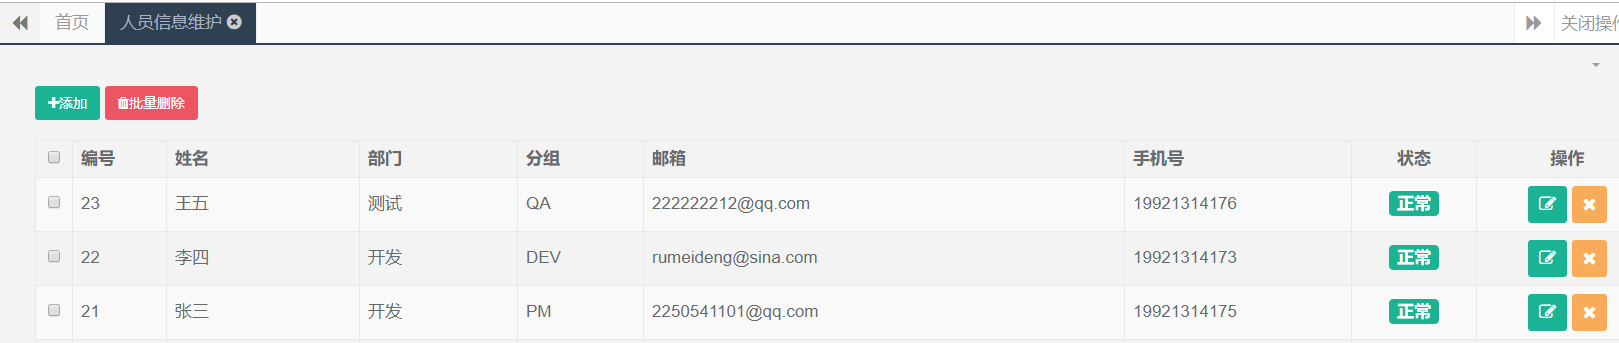 首页 人员信息维护 关闭操作
添加 批量删除
编号 姓名 部门 分组 邮箱 手机号 状态 操作
23 王五 测试 QA 222222212@qq.com 19921314176 正常
22 李四 开发 DEV rumeideng@sina.com 19921314173 正常
21 张三 开发 PM 2250541101@qq.com 19921314175 正常